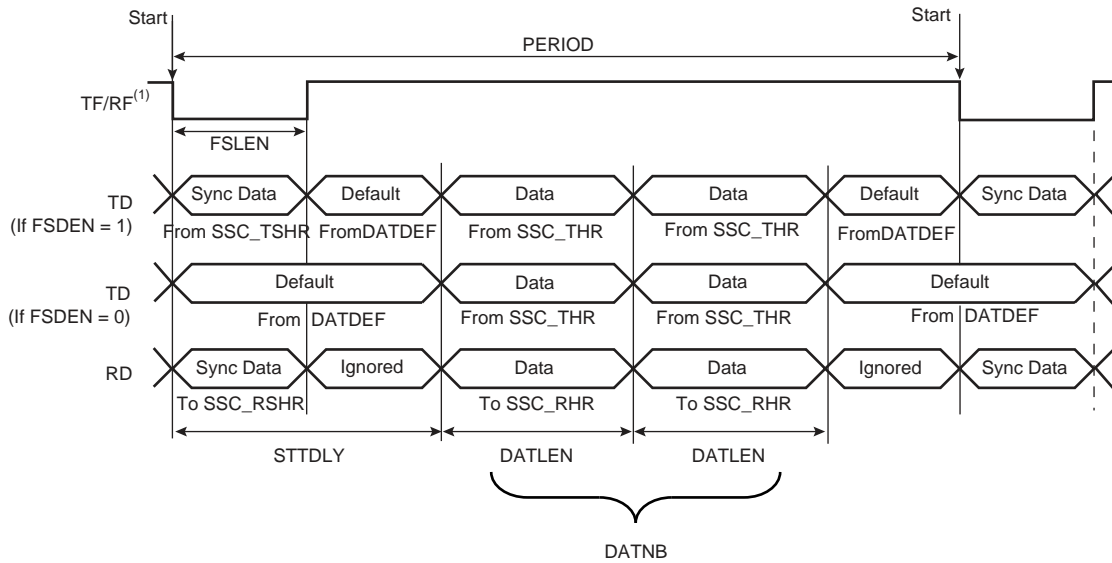 Start
Start
PERIOD
TF/RF(1)
FSLEN
TD
(If FSDEN = 1)
Sync Data
Default
Data
Data
Default
Sync Data
From SSC_TSHR
FromDATDEF
From SSC_THR
From SSC_THR
FromDATDEF
TD
(If FSDEN = 0)
Default
Data
Data
Default
From DATDEF
From SSC_THR
From SSC_THR
From DATDEF
RD
Sync Data
Ignored
Data
Data
Ignored
Sync Data
To SSC_RSHR
To SSC_RHR
To SSC_RHR
STTDLY
DATLEN
DATLEN
DATNB